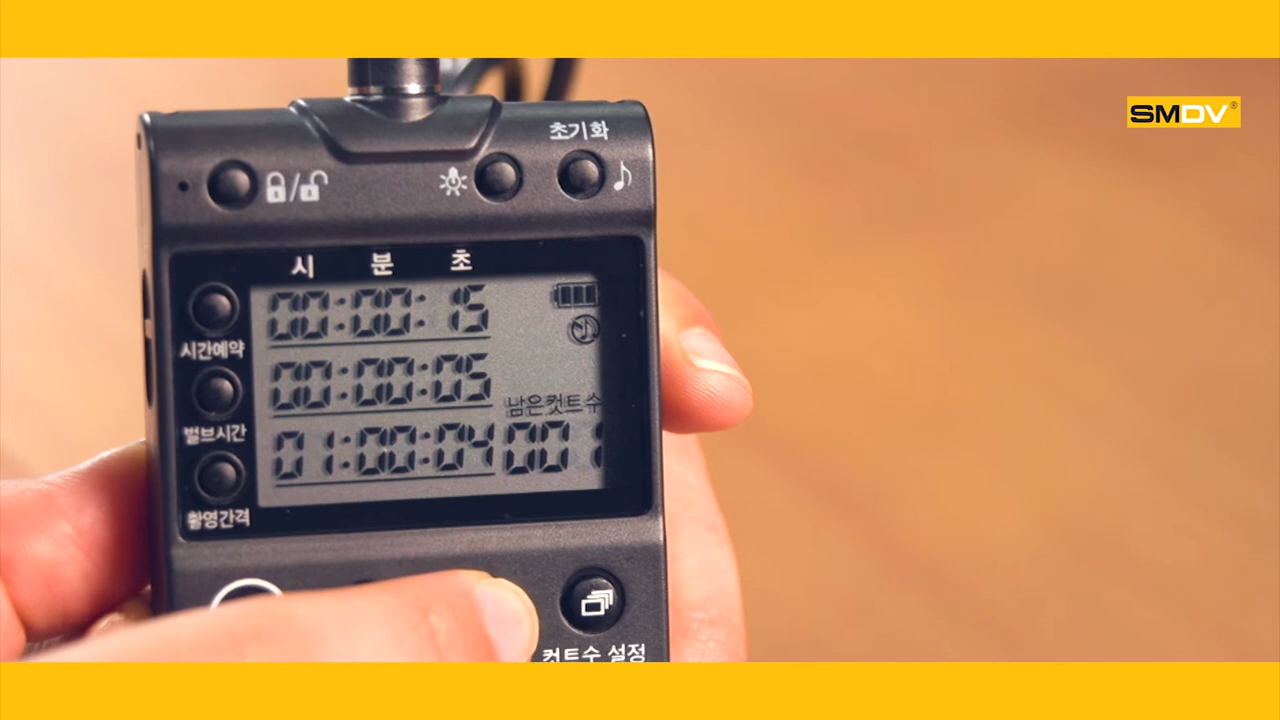 SMDV®
초기화
시 분 초
00:00:15
시간예약
00:00:05
남은컷트수
벌브시간
01:00:04 001
촬영간격
컷트수 설정